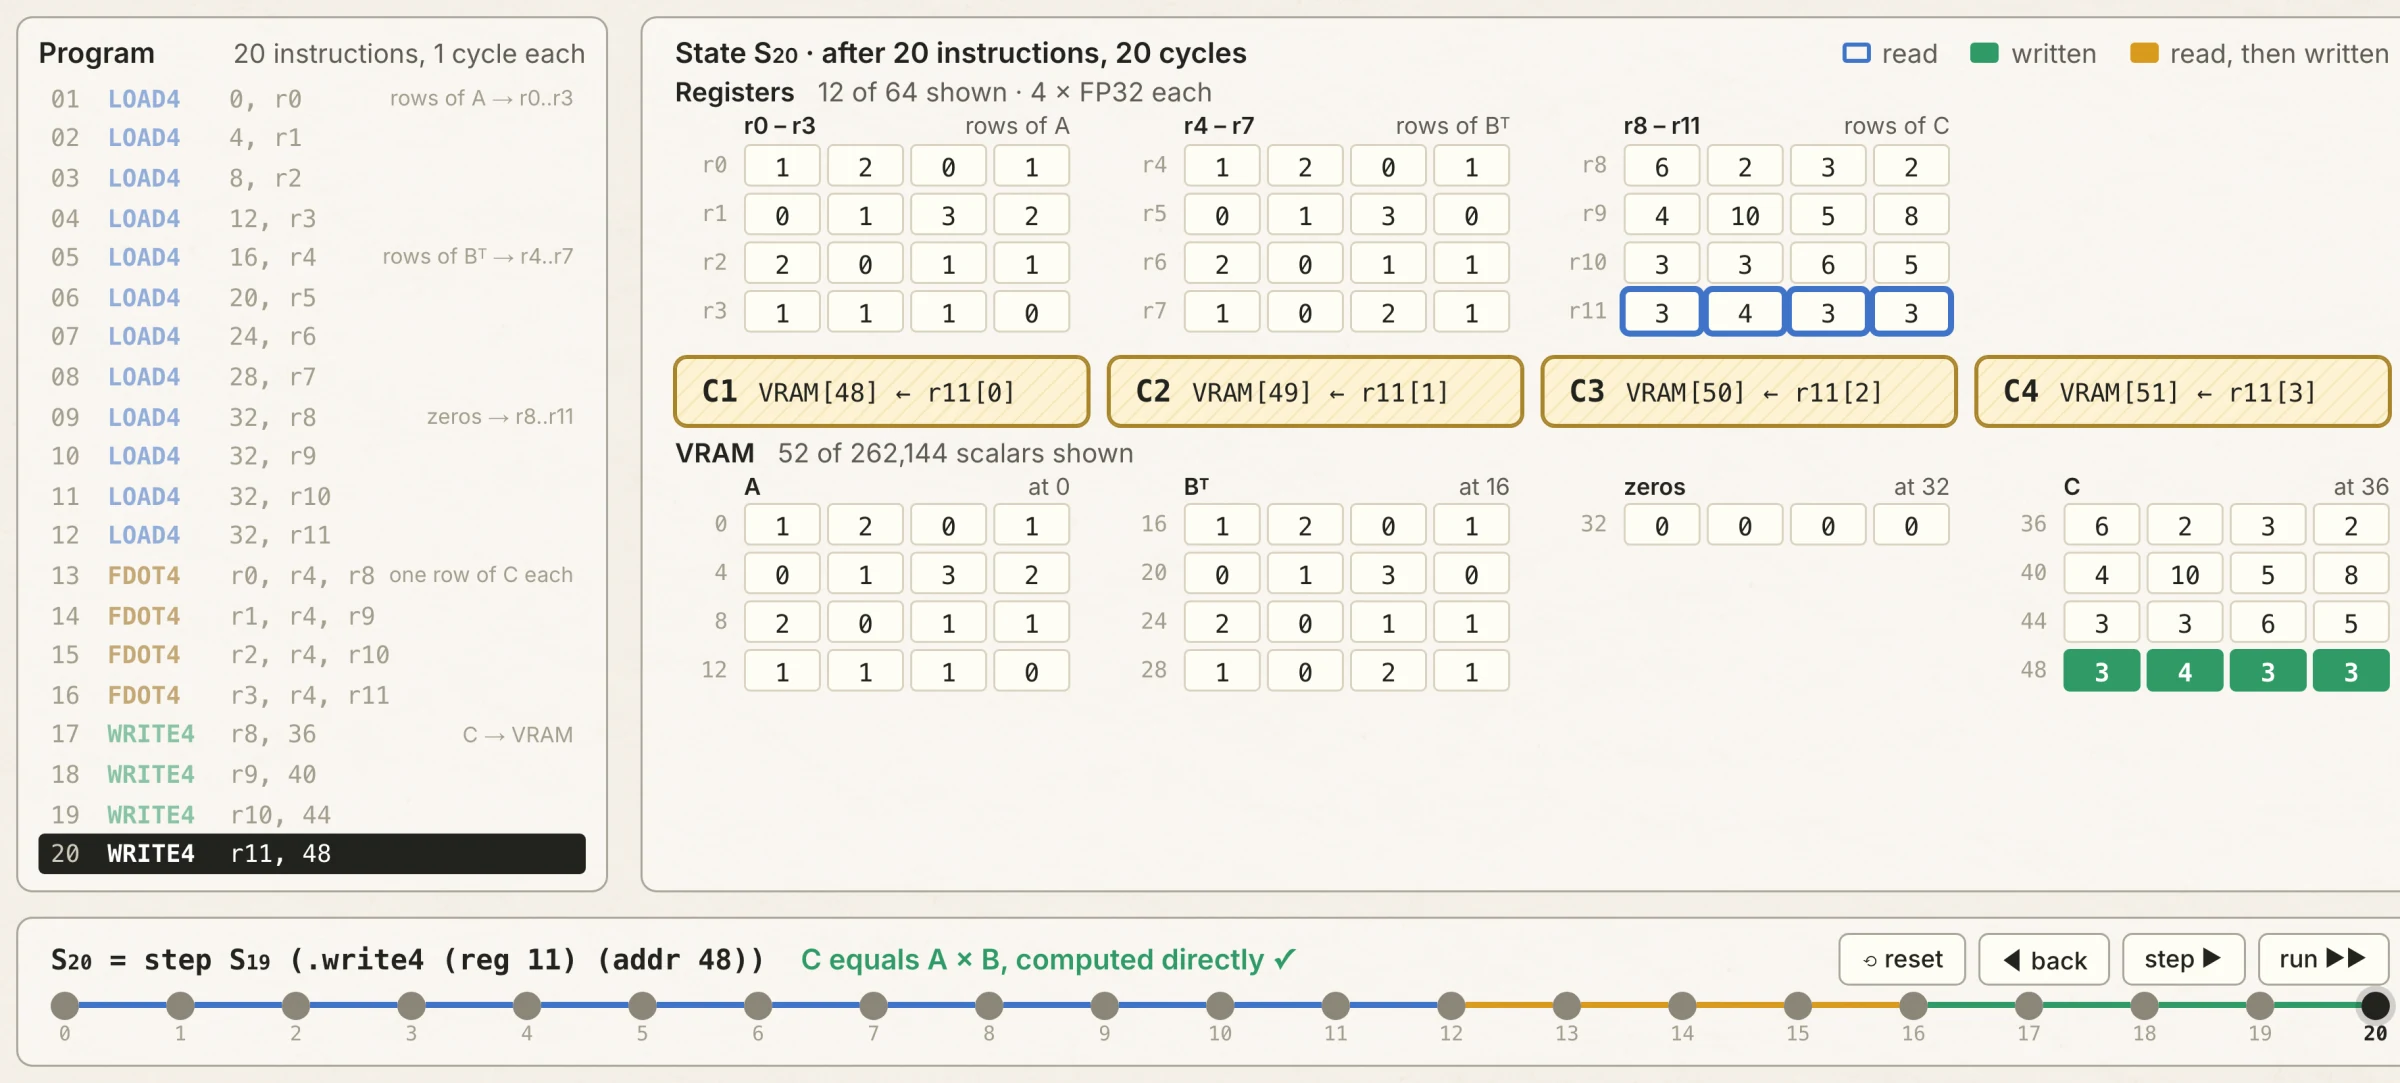 Program 20 instructions, 1 cycle each
01 LOAD4 0, r0 rows of A → r0..r3
02 LOAD4 4, r1
03 LOAD4 8, r2
04 LOAD4 12, r3
05 LOAD4 16, r4 rows of Bᵀ → r4..r7
06 LOAD4 20, r5
07 LOAD4 24, r6
08 LOAD4 28, r7
09 LOAD4 32, r8 zeros → r8..r11
10 LOAD4 32, r9
11 LOAD4 32, r10
12 LOAD4 32, r11
13 FDOT4 r0, r4, r8 one row of C each
14 FDOT4 r1, r4, r9
15 FDOT4 r2, r4, r10
16 FDOT4 r3, r4, r11
17 WRITE4 r8, 36 C → VRAM
18 WRITE4 r9, 40
19 WRITE4 r10, 44
20 WRITE4 r11, 48
State S20 · after 20 instructions, 20 cycles read written read, then written
Registers 12 of 64 shown · 4 × FP32 each
r0 – r3 rows of A r4 – r7 rows of Bᵀ r8 – r11 rows of C
r0 1 2 0 1 r4 1 2 0 1 r8 6 2 3 2
r1 0 1 3 2 r5 0 1 3 0 r9 4 10 5 8
r2 2 0 1 1 r6 2 0 1 1 r10 3 3 6 5
r3 1 1 1 0 r7 1 0 2 1 r11 3 4 3 3
C1 VRAM[48] ← r11[0] C2 VRAM[49] ← r11[1] C3 VRAM[50] ← r11[2] C4 VRAM[51] ← r11[3]
VRAM 52 of 262,144 scalars shown
A at 0 Bᵀ at 16 zeros at 32 C at 36
0 1 2 0 1 16 1 2 0 1 32 0 0 0 0 36 6 2 3 2
4 0 1 3 2 20 0 1 3 0 40 4 10 5 8
8 2 0 1 1 24 2 0 1 1 44 3 3 6 5
12 1 1 1 0 28 1 0 2 1 48 3 4 3 3
S20 = step S19 (.write4 (reg 11) (addr 48)) C equals A × B, computed directly ✓ ⟲ reset ◀ back step ▶ run ▶▶
0 1 2 3 4 5 6 7 8 9 10 11 12 13 14 15 16 17 18 19 20